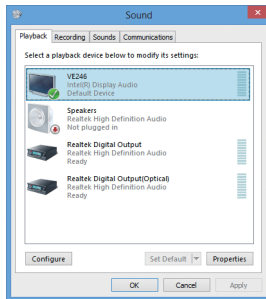 Sound
Playback Recording Sounds Communications
Select a playback device below to modify its settings:
VE246
Intel(R) Display Audio
Default Device
Speakers
Realtek High Definition Audio
Not plugged in
Realtek Digital Output
Realtek High Definition Audio
Ready
Realtek Digital Output(Optical)
Realtek High Definition Audio
Ready
Configure Set Default Properties
OK Cancel Apply